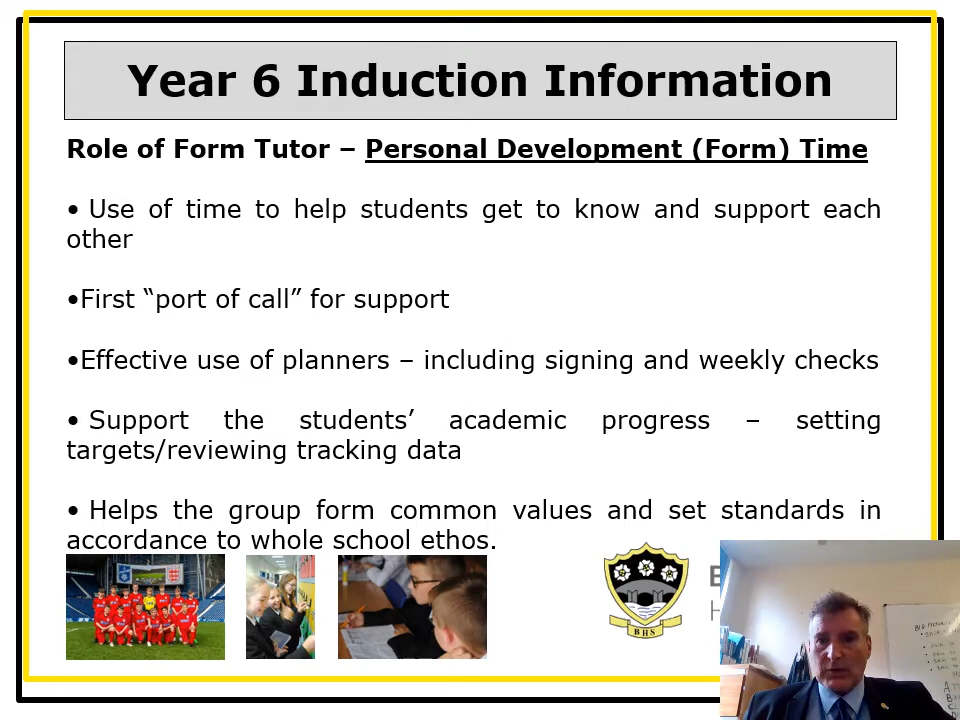 Year 6 Induction Information
Role of Form Tutor – Personal Development (Form) Time
• Use of time to help students get to know and support each
other
•First “port of call” for support
•Effective use of planners – including signing and weekly checks
• Support the students’ academic progress – setting
targets/reviewing tracking data
• Helps the group form common values and set standards in
accordance to whole school ethos.
B H S